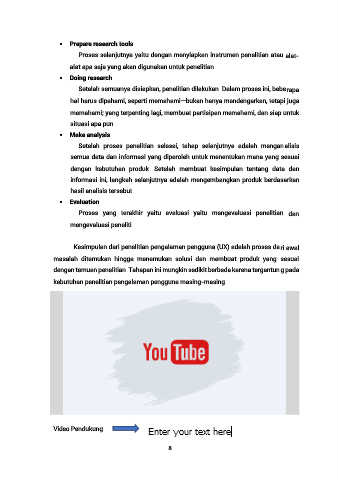 • Prepare research tools
Proses selanjutnya yaitu dengan menyiapkan instrumen penelitian atau alat-
alat apa saja yang akan digunakan untuk penelitian
• Doing research
Setelah semuanya disiapkan, penelitian dilakukan Dalam proses ini, beberapa
hal harus dipahami, seperti memahami—bukan hanya mendengarkan, tetapi juga
memahami; yang terpenting lagi, membuat partisipan memahami, dan siap untuk
situasi apa pun
• Make analysis
Setelah proses penelitian selesai, tahap selanjutnya adalah menganalisis
semua data dan informasi yang diperoleh untuk menentukan mana yang sesuai
dengan kebutuhan produk Setelah membuat kesimpulan tentang data dan
informasi ini, langkah selanjutnya adalah mengembangkan produk berdasarkan
hasil analisis tersebut
• Evaluation
Proses yang terakhir yaitu evaluasi yaitu mengevaluasi penelitian dan
mengevaluasi peneliti
Kesimpulan dari penelitian pengalaman pengguna (UX) adalah proses dari awal
masalah ditemukan hingga menemukan solusi dan membuat produk yang sesuai
dengan temuan penelitian Tahapan ini mungkin sedikit berbeda karena tergantung pada
kebutuhan penelitian pengalaman pengguna masing-masing
YouTube
Video Pendukung
Enter your text here
8